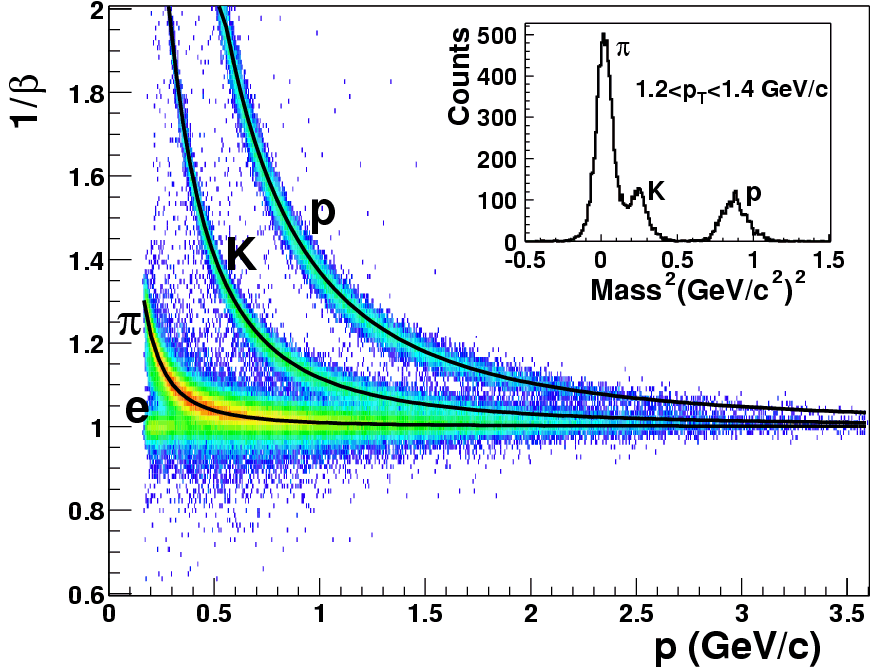 2
1.8
1.6
1.4
1.2
1
0.8
0.6
1/β
0 0.5 1 1.5 2 2.5 3 3.5
p (GeV/c)
p
K
π
e
Counts
500
400
300
200
100
0
-0.5 0 0.5 1 1.5
Mass²(GeV/c²)²
1.2<p_T<1.4 GeV/c
π
K
p